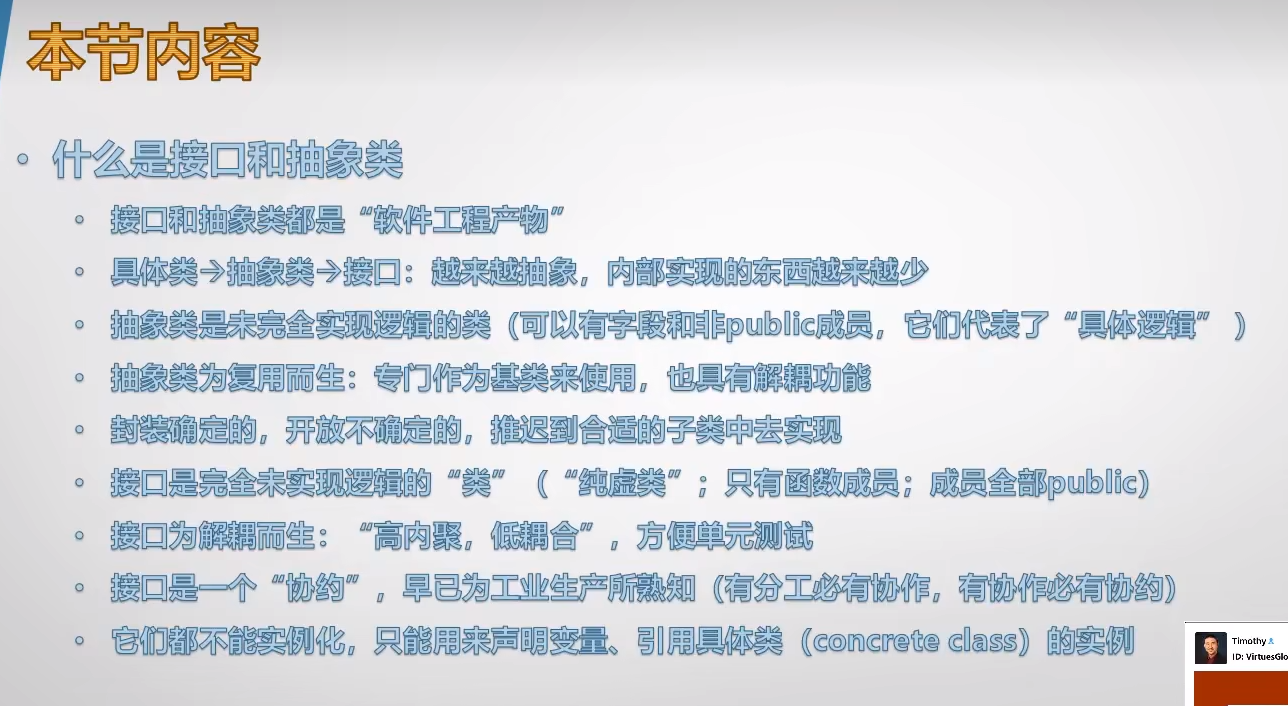 本节内容
• 什么是接口和抽象类
• 接口和抽象类都是“软件工程产物”
• 具体类→抽象类→接口：越来越抽象，内部实现的东西越来越少
• 抽象类是未完全实现逻辑的类（可以有字段和非public成员，它们代表了“具体逻辑”）
• 抽象类为复用而生：专门作为基类来使用，也具有解耦功能
• 封装确定的，开放不确定的，推迟到合适的子类中去实现
• 接口是完全未实现逻辑的“类”（“纯虚类”；只有函数成员；成员全部public）
• 接口为解耦而生：“高内聚，低耦合”，方便单元测试
• 接口是一个“协约”，早已为工业生产所熟知（有分工必有协作，有协作必有协约）
• 它们都不能实例化，只能用来声明变量、引用具体类（concrete class）的实例
Timothy
ID: VirtuesGlo